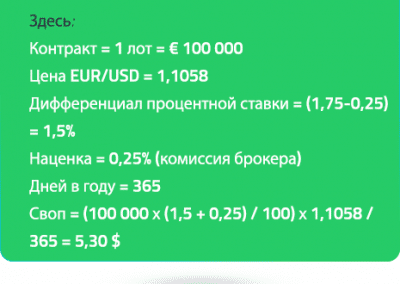 Здесь:
Контракт = 1 лот = € 100 000
Цена EUR/USD = 1,1058
Дифференциал процентной ставки = (1,75-0,25)
= 1,5%
Наценка = 0,25% (комиссия брокера)
Дней в году = 365
Своп = (100 000 x (1,5 + 0,25) / 100) x 1,1058 /
365 = 5,30 $